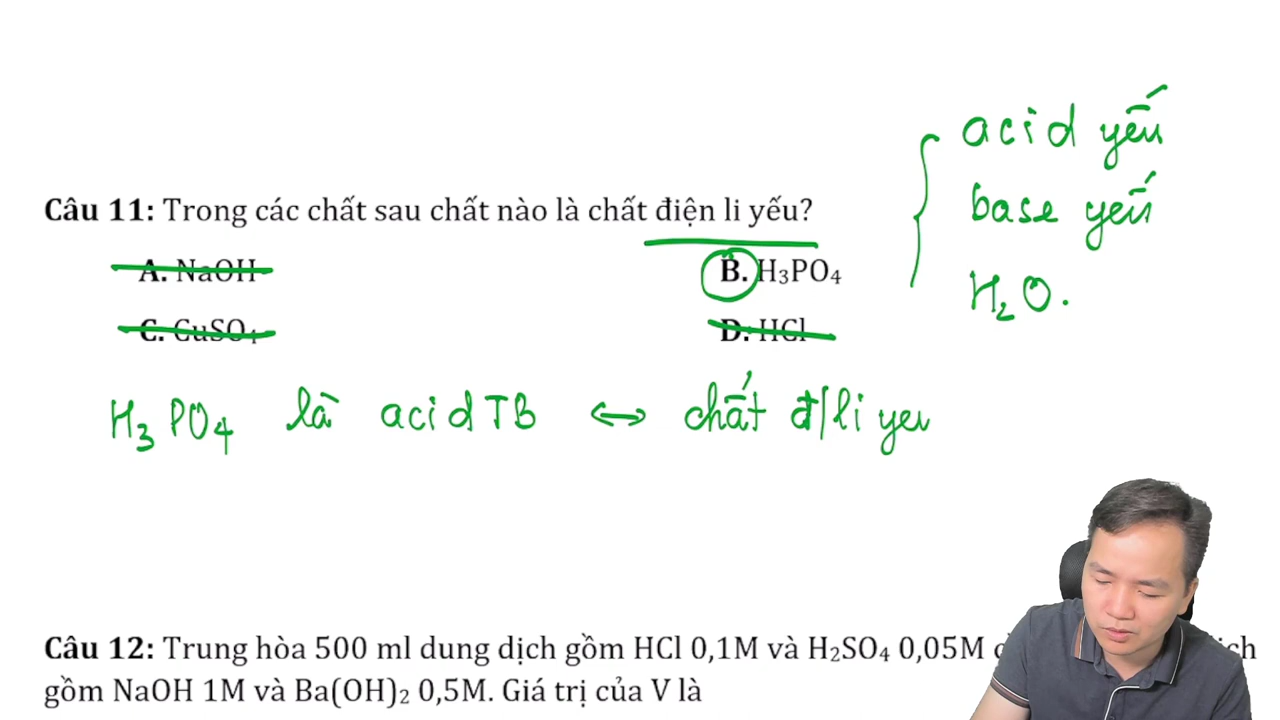 acid yếu
base yếu
H₂O.
Câu 11: Trong các chất sau chất nào là chất điện li yếu?
A. NaOH B. H₃PO₄
C. CuSO₄ D. HCl
H₃PO₄ là acid TB ⟷ chất đ/li yeu
Câu 12: Trung hòa 500 ml dung dịch gồm HCl 0,1M và H₂SO₄ 0,05M
gồm NaOH 1M và Ba(OH)₂ 0,5M. Giá trị của V là